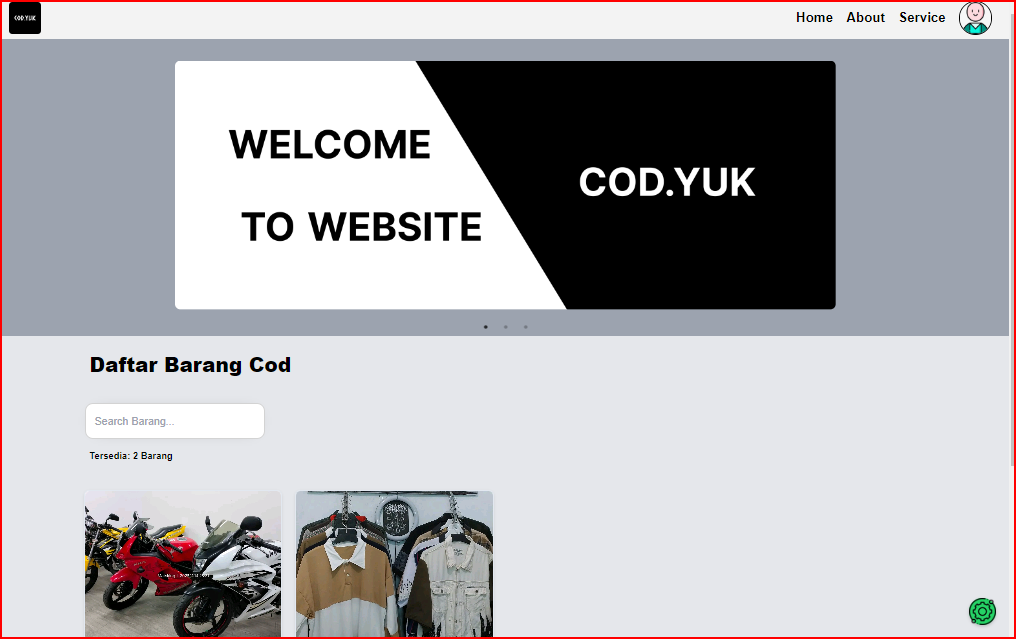 COD.YUK
Home About Service
WELCOME
TO WEBSITE
COD.YUK
Daftar Barang Cod
Search Barang...
Tersedia: 2 Barang